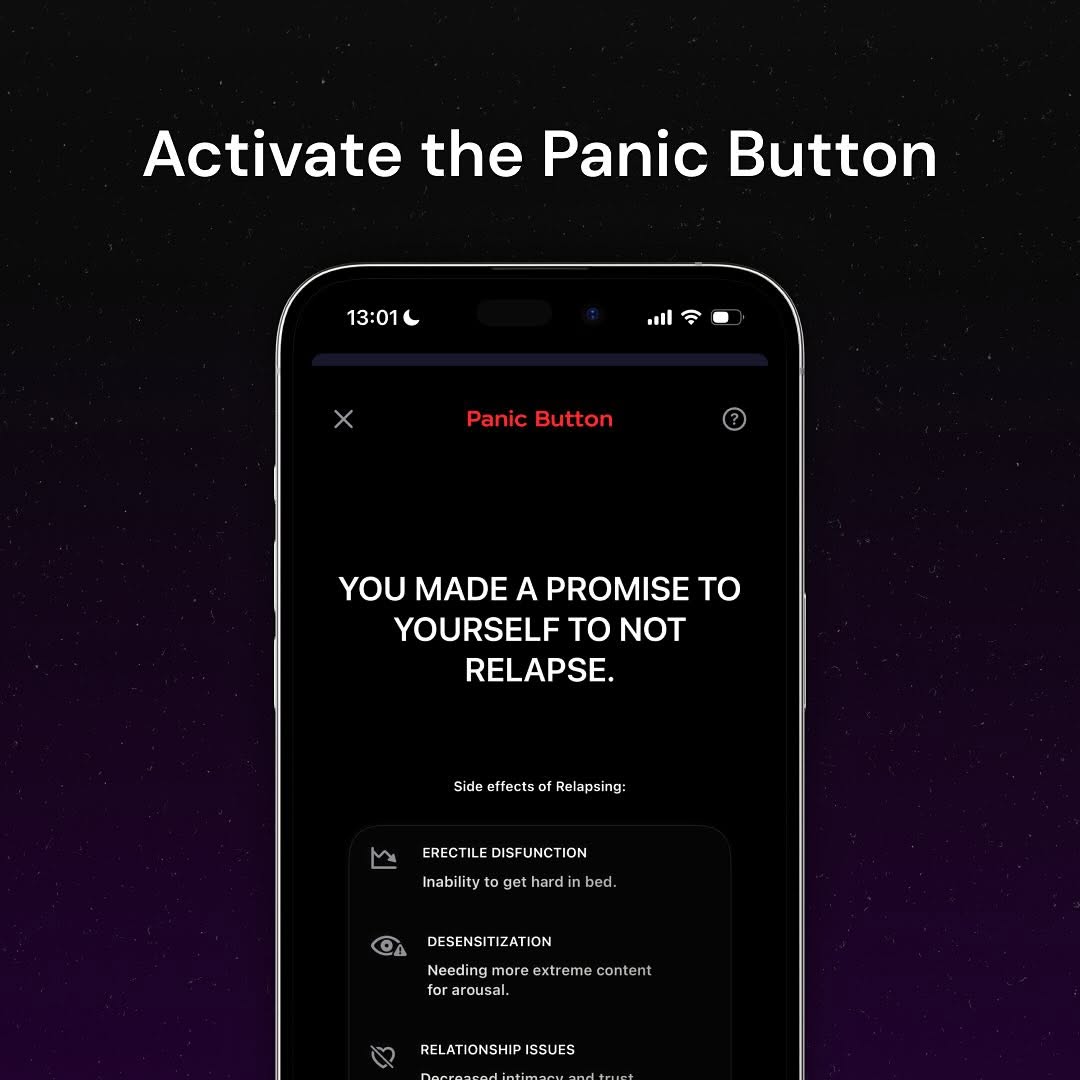 Activate the Panic Button
13:01
Panic Button
?
YOU MADE A PROMISE TO
YOURSELF TO NOT
RELAPSE.
Side effects of Relapsing:
ERECTILE DISFUNCTION
Inability to get hard in bed.
DESENSITIZATION
Needing more extreme content
for arousal.
RELATIONSHIP ISSUES
Decreased intimacy and trust